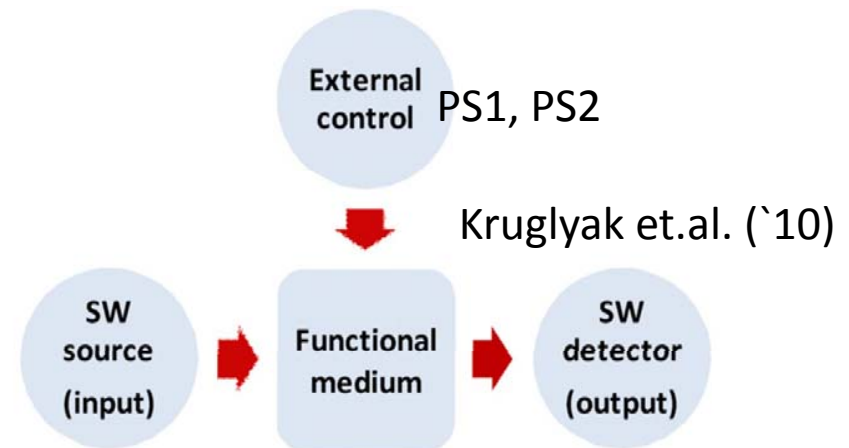 External
control
PS1, PS2
Kruglyak et.al. (`10)
SW
source
(input)
Functional
medium
SW
detector
(output)